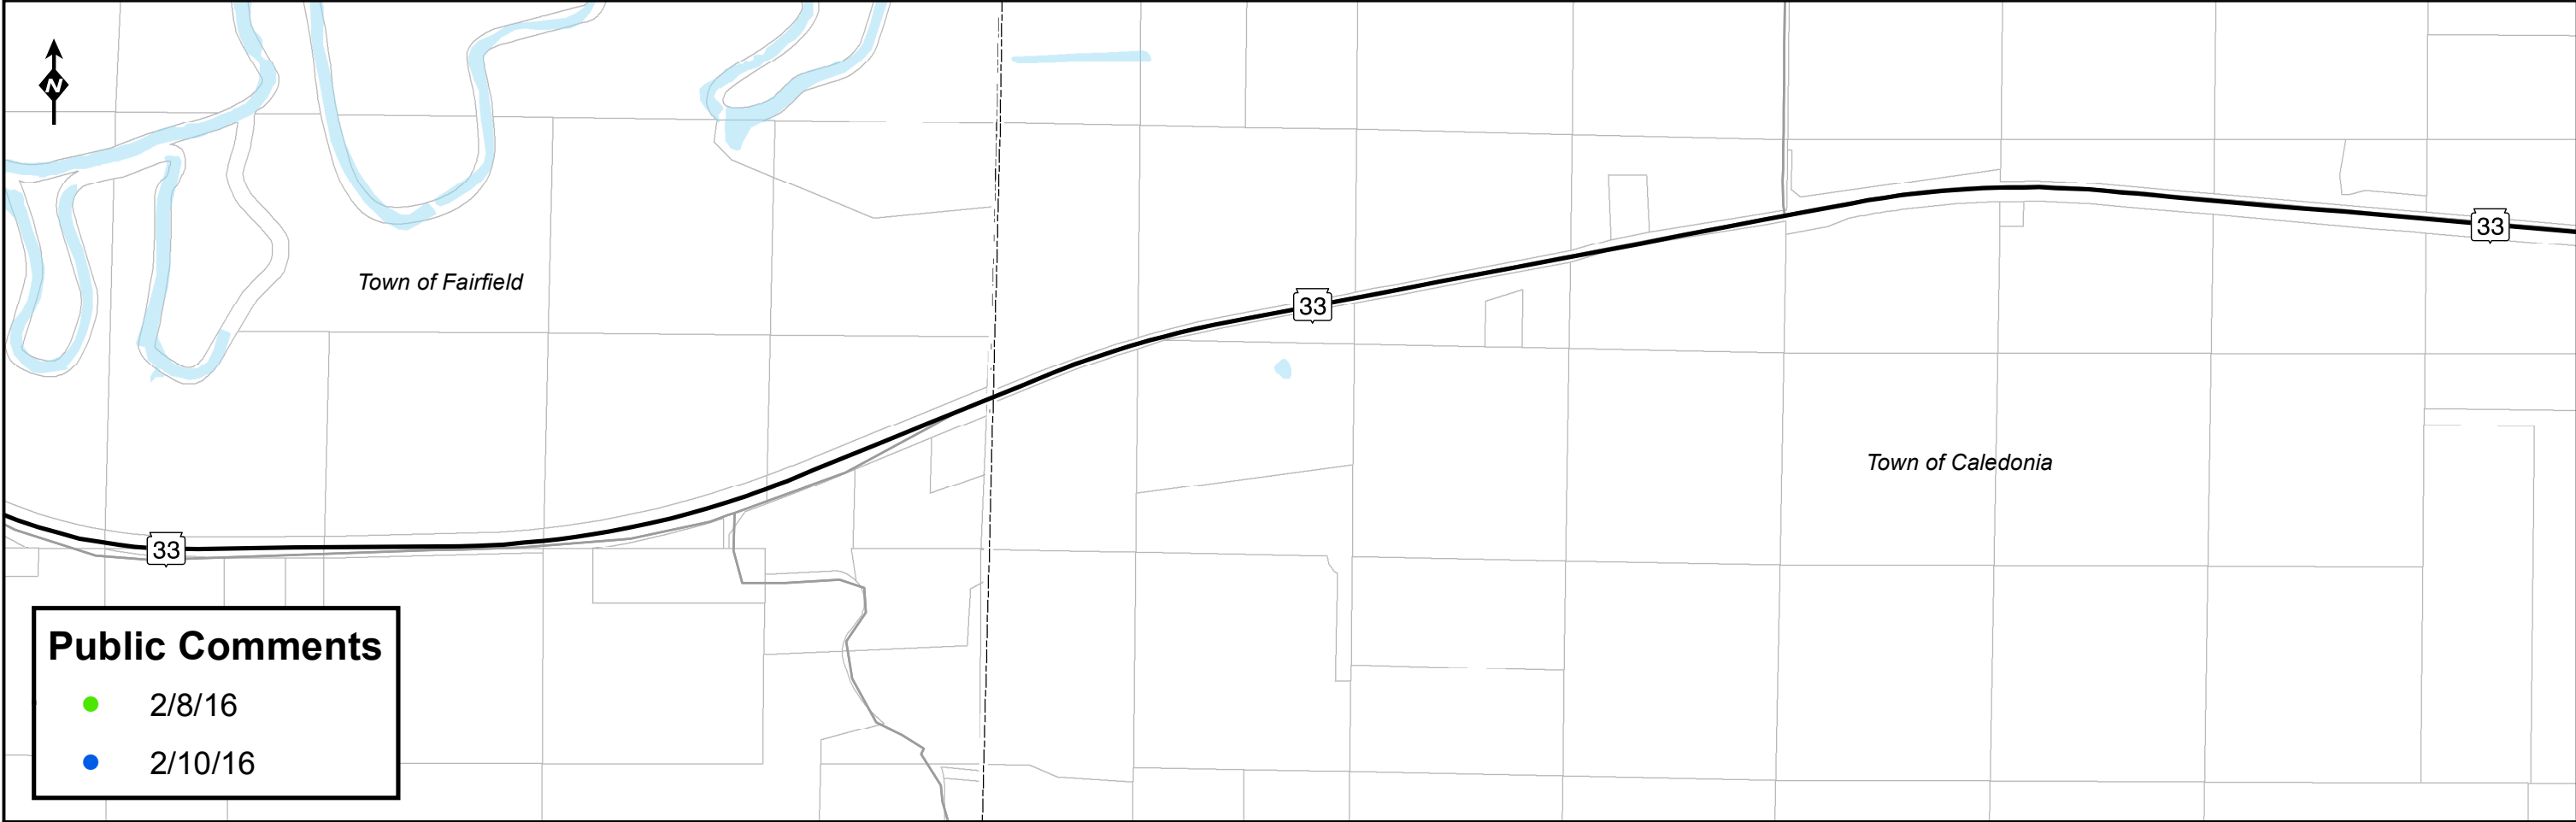 N
Town of Fairfield
33
33
Town of Caledonia
33
Public Comments
2/8/16
2/10/16